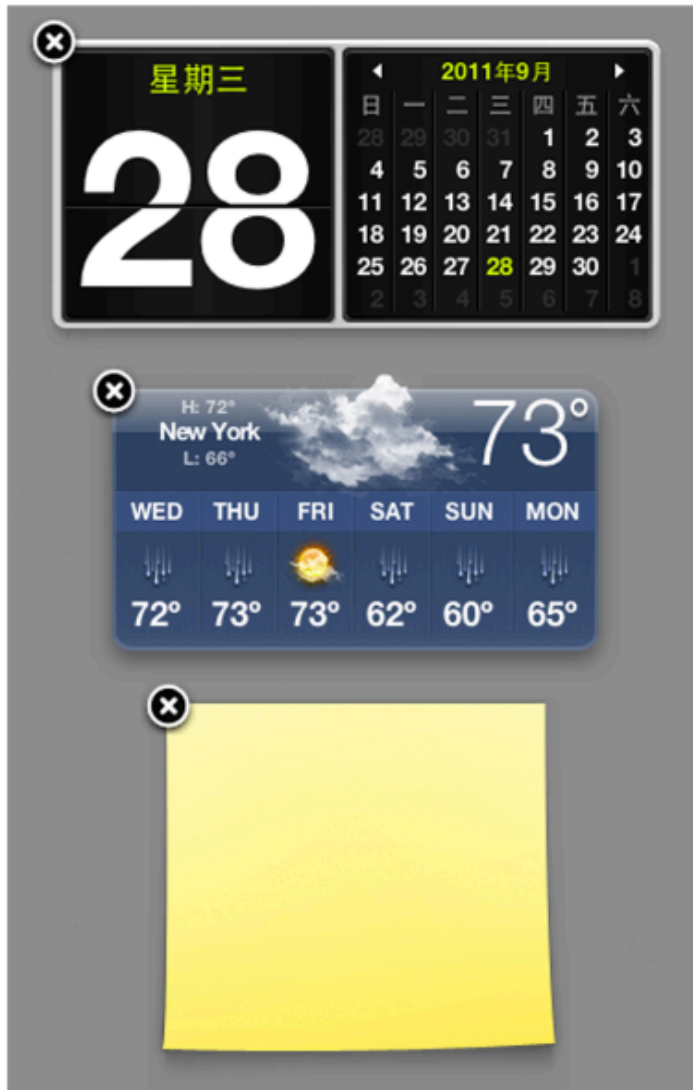 星期三
28
2011年9月
日 一 二 三 四 五 六
28 29 30 31 1 2 3
4 5 6 7 8 9 10
11 12 13 14 15 16 17
18 19 20 21 22 23 24
25 26 27 28 29 30 1
2 3 4 5 6 7 8
H: 72°
New York
L: 66°
73°
WED THU FRI SAT SUN MON
72° 73° 73° 62° 60° 65°